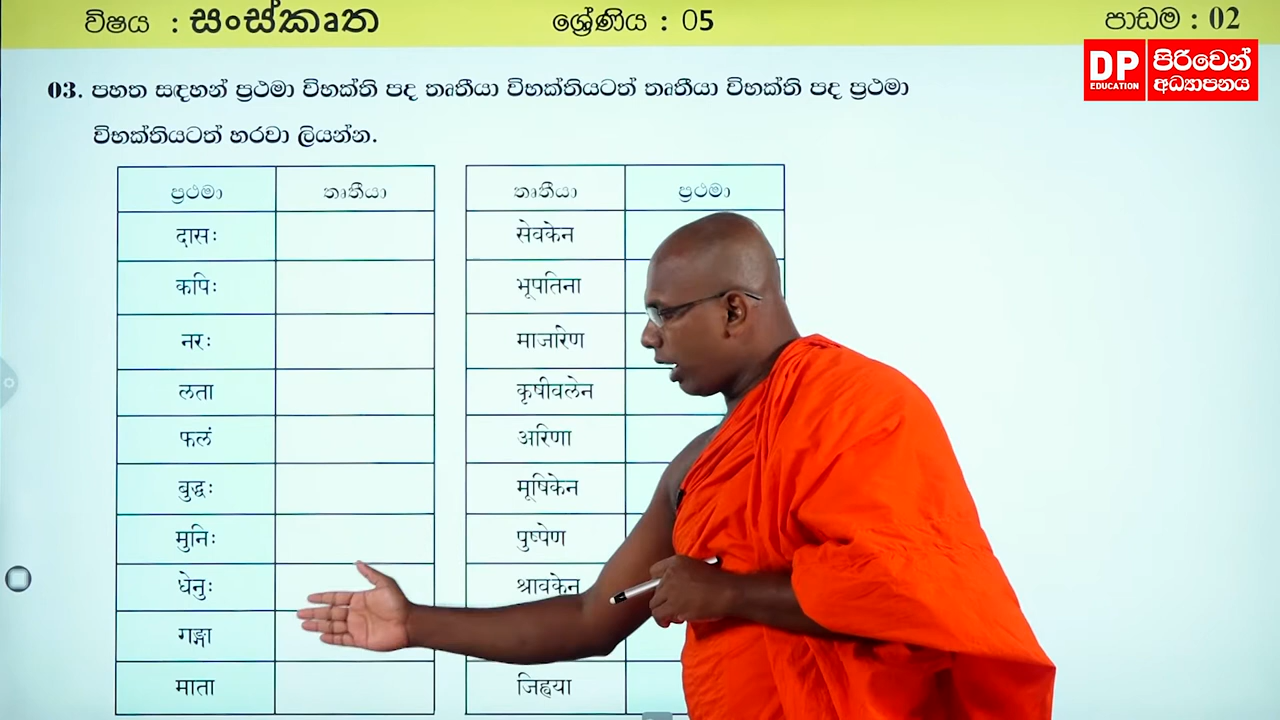 විෂය : සංස්කෘත ශ්‍රේණිය : 05 පාඩම : 02
DP EDUCATION පිරිවෙන් අධ්‍යාපනය
03. පහත සඳහන් ප්‍රථමා විභක්ති පද තෘතීයා විභක්තියටත් තෘතීයා විභක්ති පද ප්‍රථමා
විභක්තියටත් හරවා ලියන්න.
ප්‍රථමා තෘතීයා තෘතීයා ප්‍රථමා
दासः सेवकेन
कपिः भूपतिना
नरः माजारेण
लता कृषीवलेन
फलं अरिणा
बुद्धः मूषिकेन
मुनिः पुष्पेण
धेनुः श्रावकेन
गङ्गा
माता जिह्वया